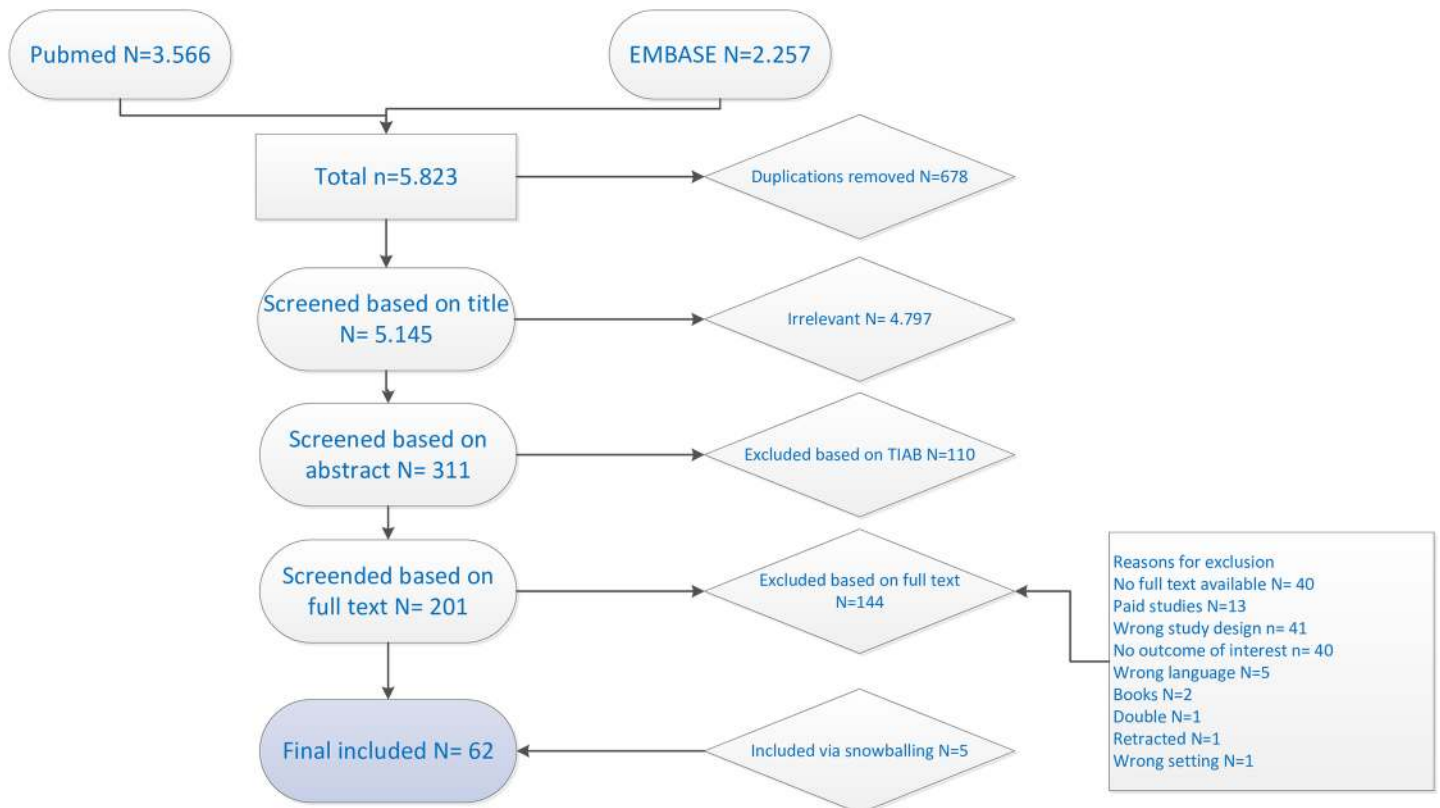 Pubmed N=3.566
EMBASE N=2.257
Total n=5.823
Duplications removed N=678
Screened based on title
N= 5.145
Irrelevant N= 4.797
Screened based on
abstract N= 311
Excluded based on TIAB N=110
Screended based on
full text N= 201
Excluded based on full text
N=144
Reasons for exclusion
No full text available N= 40
Paid studies N=13
Wrong study design n= 41
No outcome of interest n= 40
Wrong language N=5
Books N=2
Double N=1
Retracted N=1
Wrong setting N=1
Final included N= 62
Included via snowballing N=5